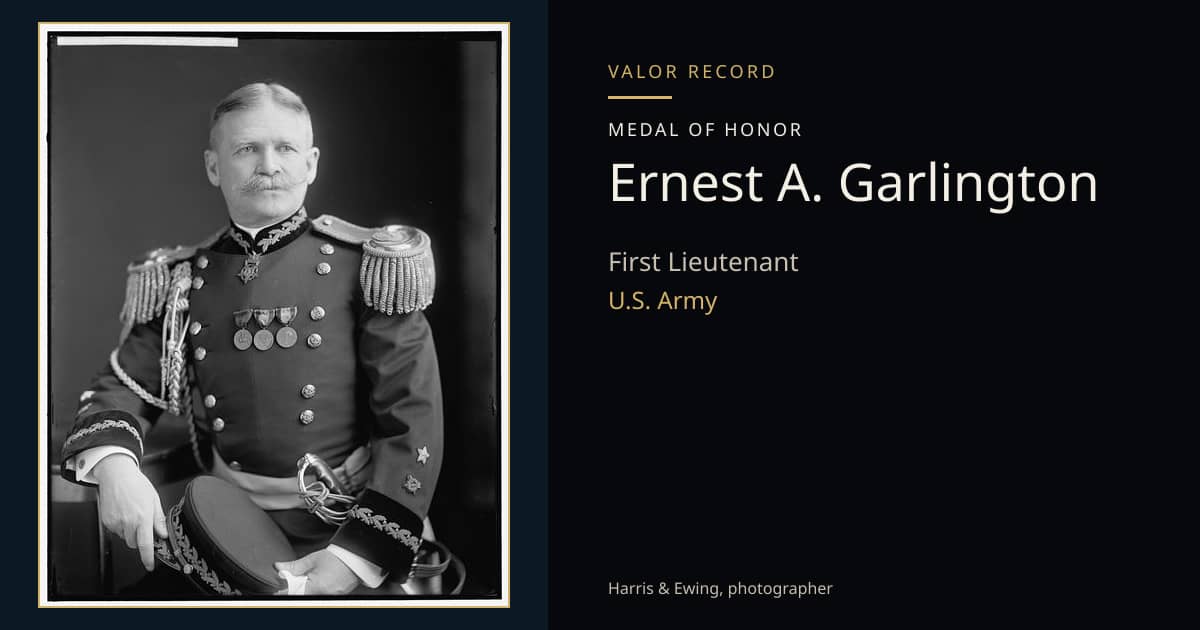 VALOR RECORD
MEDAL OF HONOR
Ernest A. Garlington
First Lieutenant
U.S. Army
Harris & Ewing, photographer